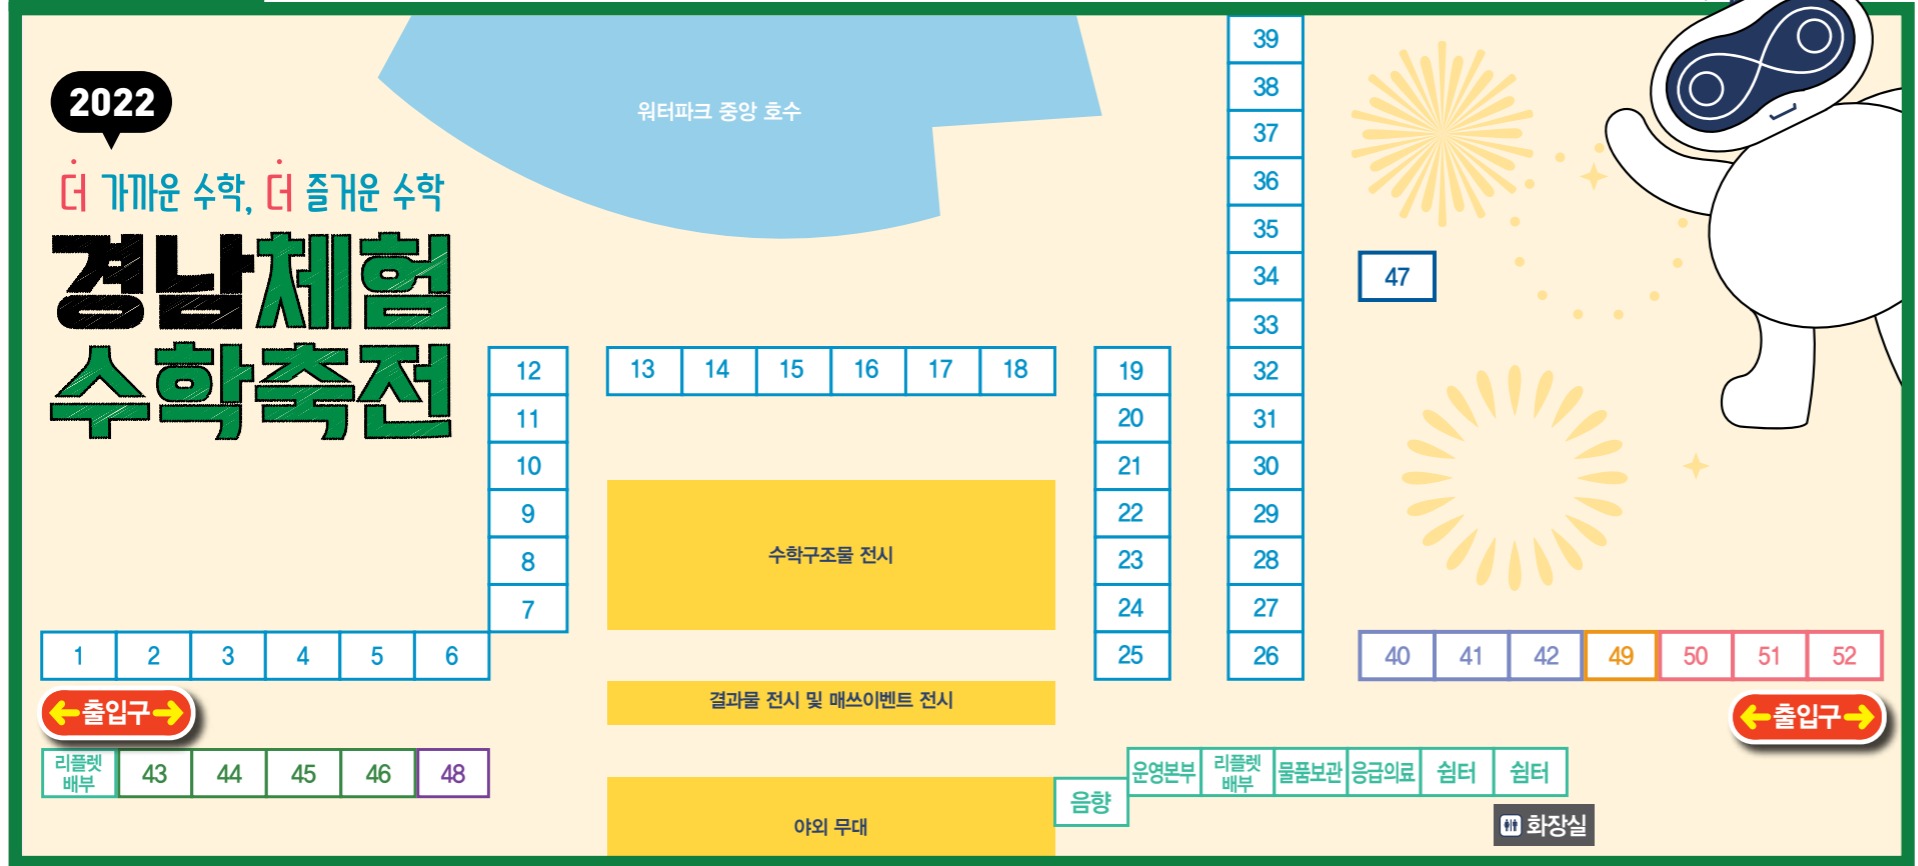 2022
더 가까운 수학, 더 즐거운 수학
경남체험
수학축전
워터파크 중앙 호수
39
38
37
36
35
34
33
32
31
30
29
28
27
26
47
12
11
10
9
8
7
13 14 15 16 17 18
19
20
21
22
23
24
25
수학구조물 전시
1 2 3 4 5 6
40 41 42 49 50 51 52
출입구
출입구
결과물 전시 및 매쓰이벤트 전시
리플렛
배부
43 44 45 46 48
야외 무대
음향
운영본부
리플렛
배부
물품보관
응급의료
쉼터
쉼터
화장실